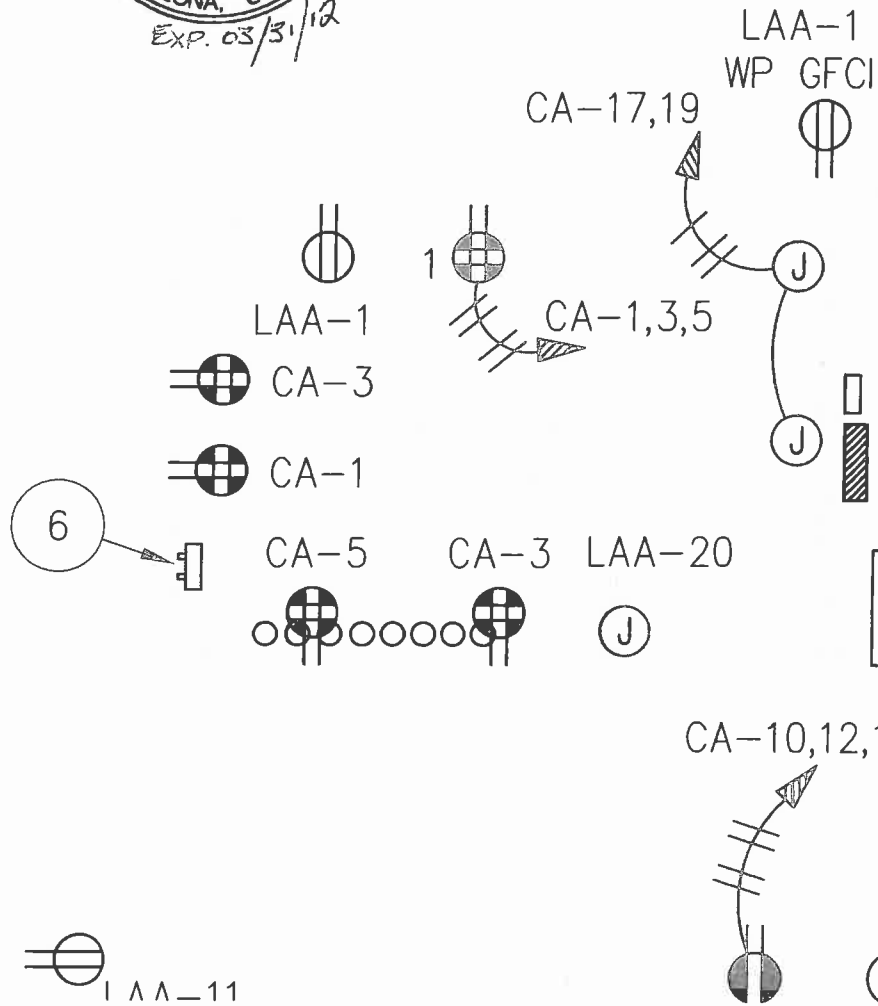 EXP. 03/31/12
LAA-1
WP GFCI
CA-17,19
J
1
LAA-1
CA-1,3,5
CA-3
J
CA-1
6
CA-5
CA-3
LAA-20
J
CA-10,12,
LAA-11